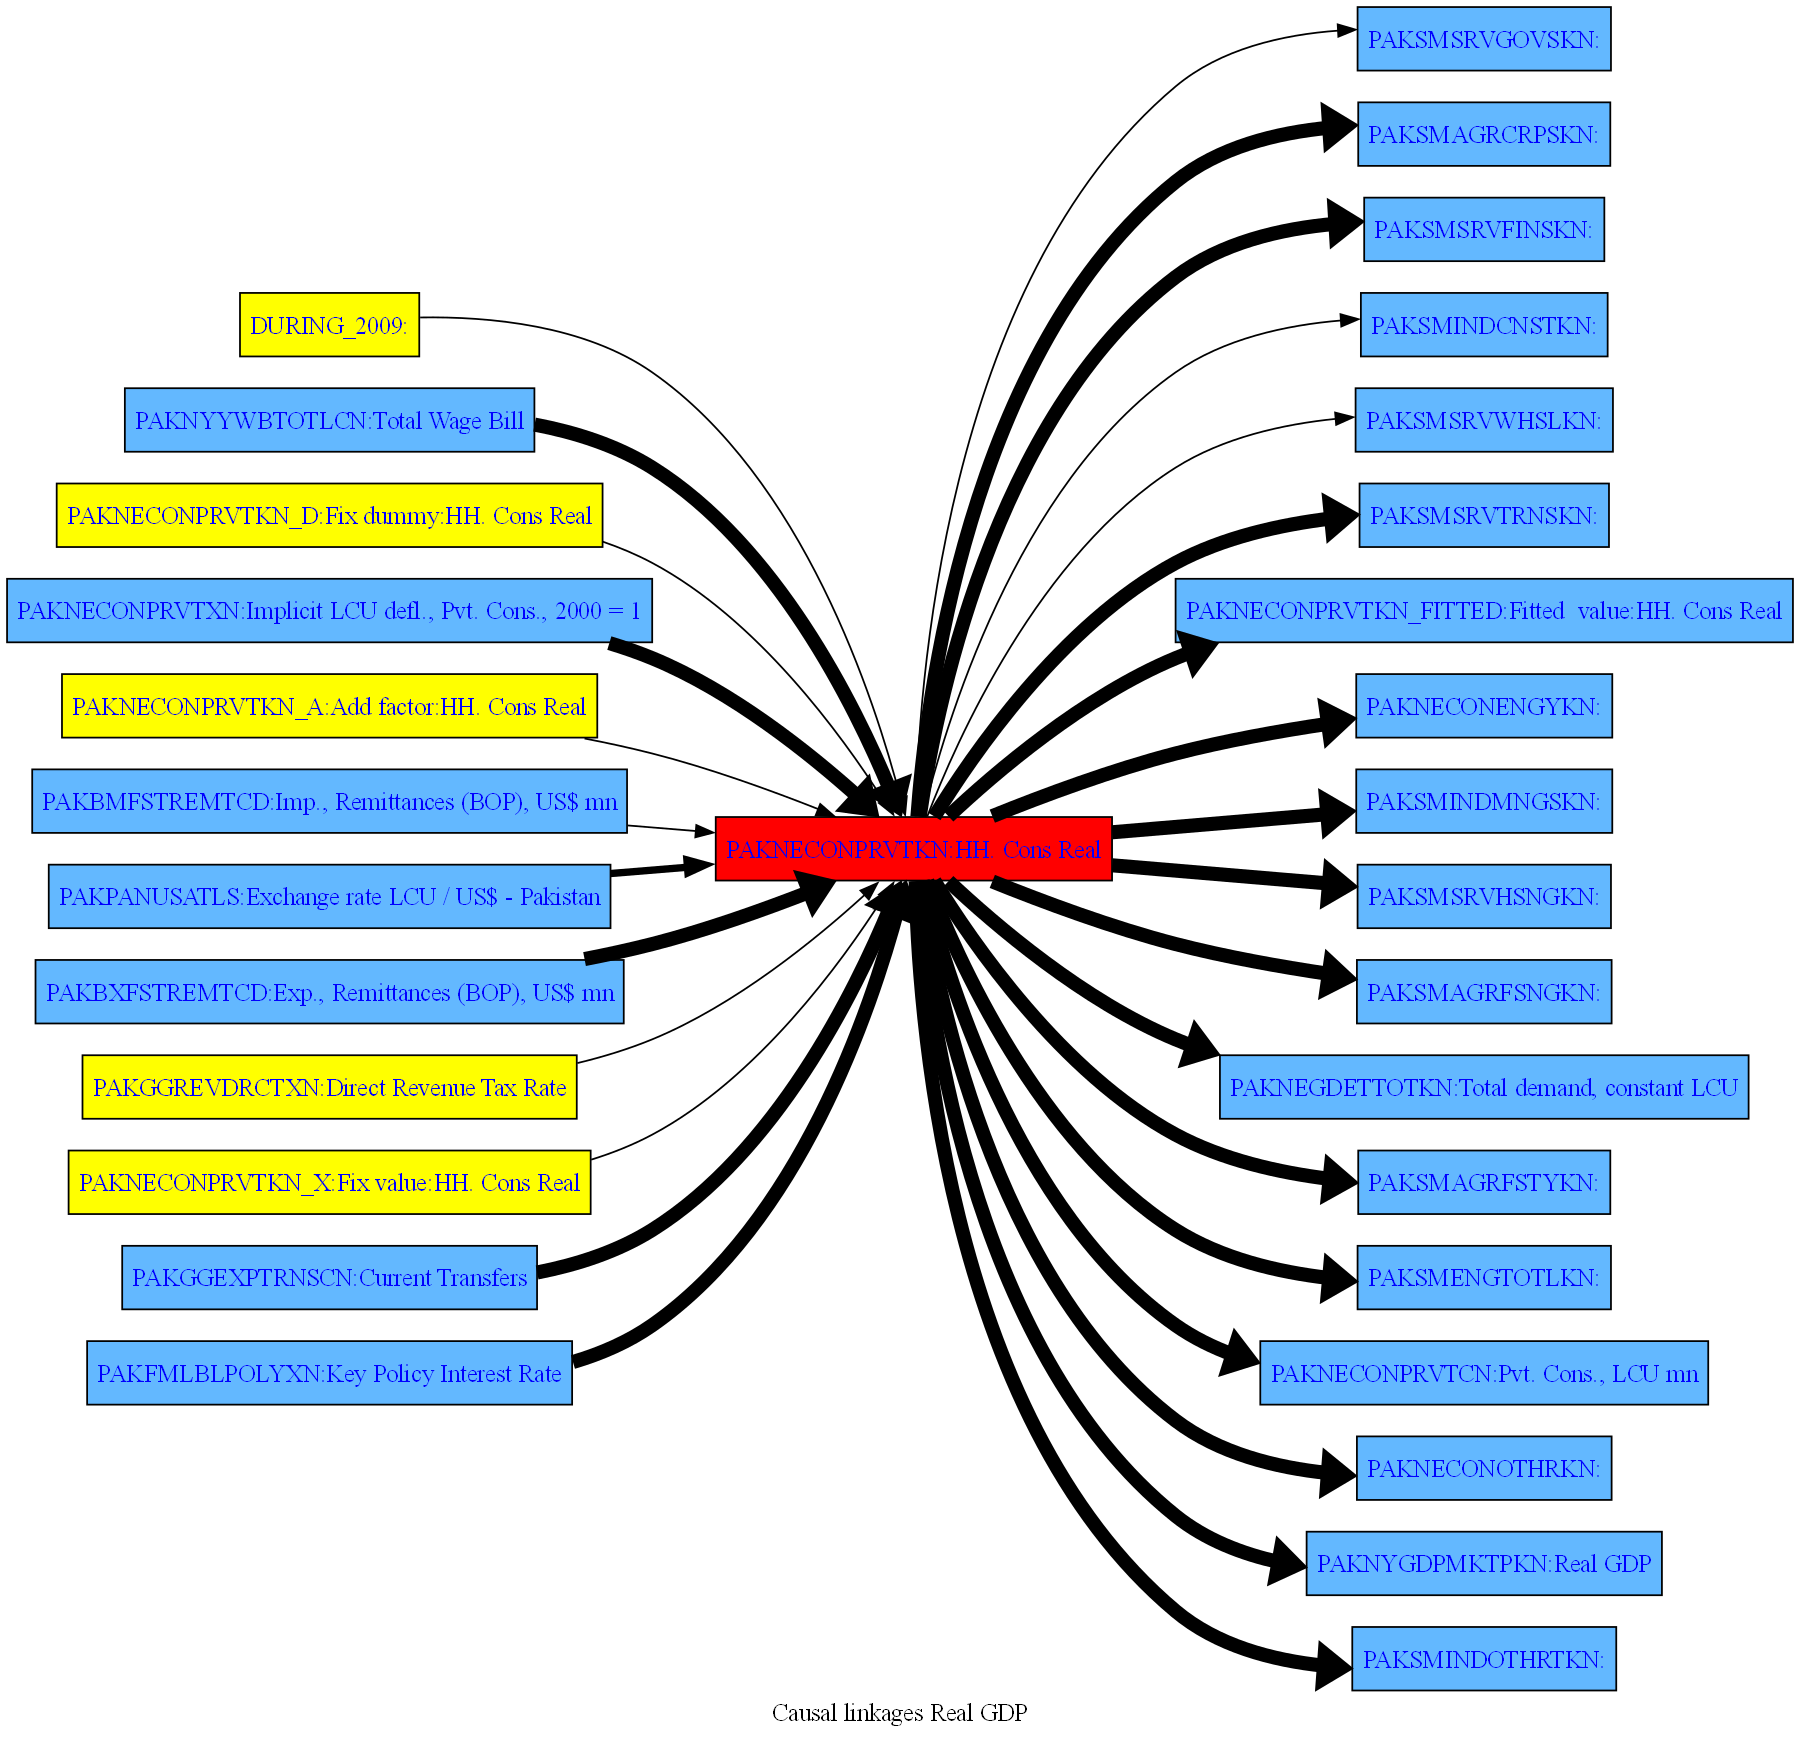 PAKSMSRVGOVSKN:
PAKSMAGRCRPSKN:
PAKSMSRVFINSKN:
DURING_2009:
PAKSMINDCNSTKN:
PAKNYYWBTOTLCN:Total Wage Bill
PAKSMSRVWHSLKN:
PAKNECONPRVTKN_D:Fix dummy:HH. Cons Real
PAKSMSRVTRNSKN:
PAKNECONPRVTXN:Implicit LCU defl., Pvt. Cons., 2000 = 1
PAKNECONPRVTKN_FITTED:Fitted  value:HH. Cons Real
PAKNECONPRVTKN_A:Add factor:HH. Cons Real
PAKNECONENGYKN:
PAKBMFSTREMTCD:Imp., Remittances (BOP), US$ mn
PAKSMINDMNGSKN:
PAKNECONPRVTKN:HH. Cons Real
PAKPANUSATLS:Exchange rate LCU / US$ - Pakistan
PAKSMSRVHSNGKN:
PAKBXFSTREMTCD:Exp., Remittances (BOP), US$ mn
PAKSMAGRFSNGKN:
PAKGGREVDRCTXN:Direct Revenue Tax Rate
PAKNEGDETTOTKN:Total demand, constant LCU
PAKNECONPRVTKN_X:Fix value:HH. Cons Real
PAKSMAGRFSTYKN:
PAKGGEXPTRNSCN:Current Transfers
PAKSMENGTOTLKN:
PAKFMLBLPOLYXN:Key Policy Interest Rate
PAKNECONPRVTCN:Pvt. Cons., LCU mn
PAKNECONOTHRKN:
PAKNYGDPMKTPKN:Real GDP
PAKSMINDOTHRTKN:
Causal linkages Real GDP